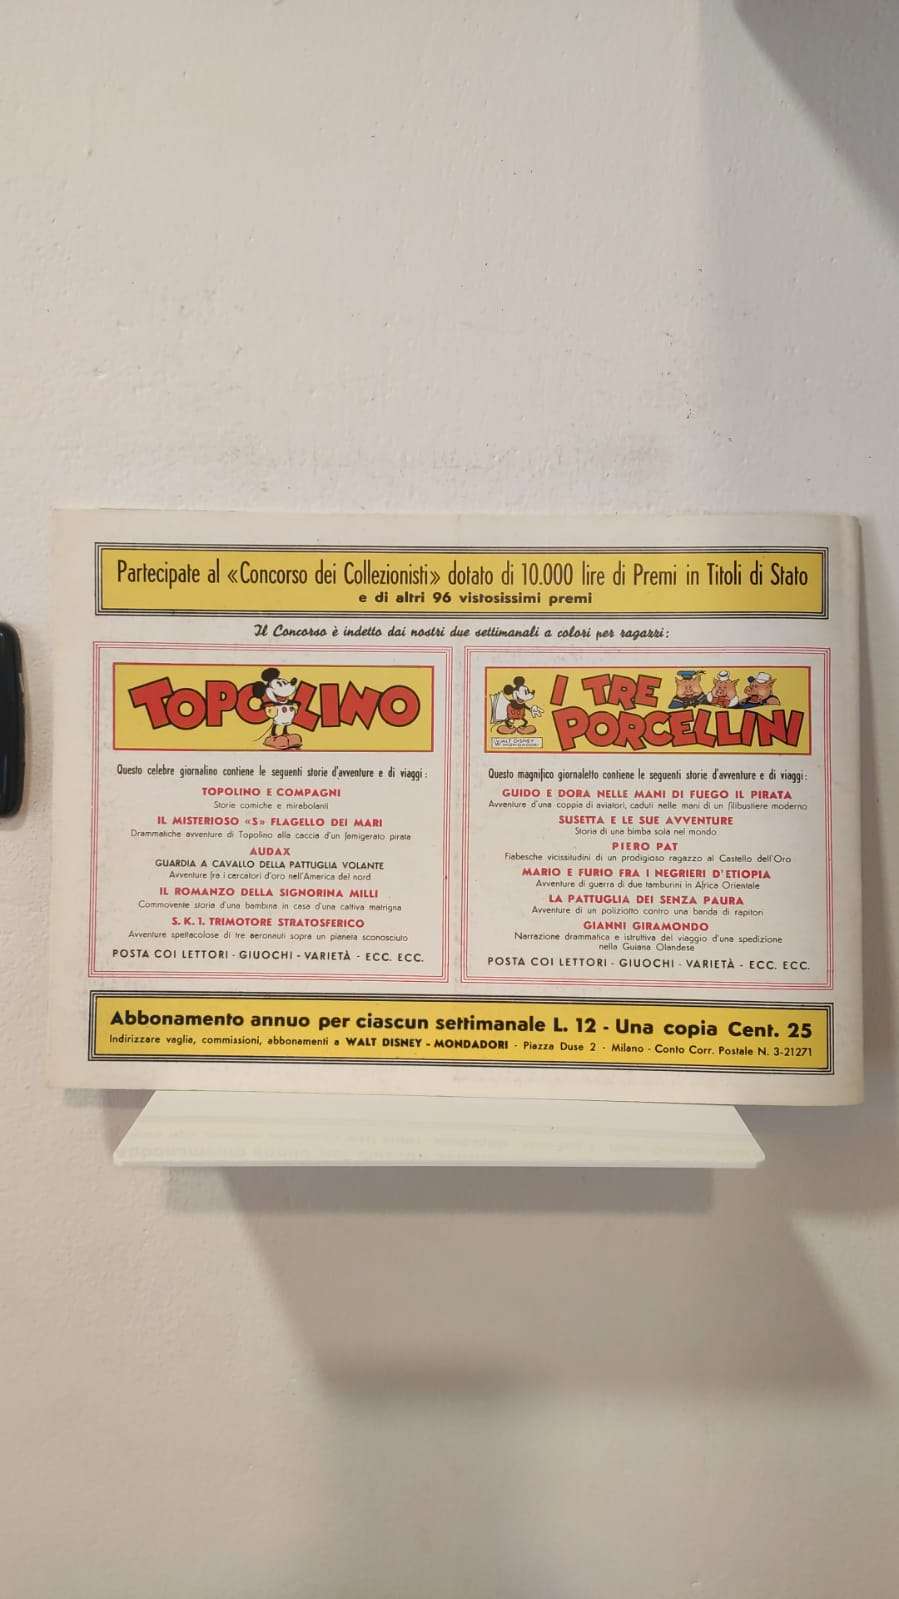 Partecipate al «Concorso dei Collezionisti» dotato di 10.000 lire di Premi in Titoli di Stato
e di altri 96 vistosissimi premi
Il Concorso è indetto dai nostri due settimanali a colori per ragazzi:
TOPOLINO
Questo celebre giornalino contiene le seguenti storie d'avventure e di viaggi:
TOPOLINO E COMPAGNI
Storie comiche e mirabolanti
IL MISTERIOSO «S» FLAGELLO DEI MARI
Drammatiche avventure di Topolino alla caccia d'un famigerato pirata
AUDAX
GUARDIA A CAVALLO DELLA PATTUGLIA VOLANTE
Avventure fra i cercatori d'oro nell'America del nord
IL ROMANZO DELLA SIGNORINA MILLI
Commovente storia d'una bambina in casa d'una cattiva matrigna
S. K. 1. TRIMOTORE STRATOSFERICO
Avventure spettacolose di tre aeronauti sopra un pianeta sconosciuto
POSTA COI LETTORI - GIUOCHI - VARIETÀ - ECC. ECC.
I TRE
PORCELLINI
WALT DISNEY
MONDADORI
Questo magnifico giornaletto contiene le seguenti storie d'avventure e di viaggi:
GUIDO E DORA NELLE MANI DI FUEGO IL PIRATA
Avventure d'una coppia di aviatori, caduti nelle mani di un filibustiere moderno
SUSETTA E LE SUE AVVENTURE
Storia di una bimba sola nel mondo
PIERO PAT
Fiabesche vicissitudini di un prodigioso ragazzo al Castello dell'Oro
MARIO E FURIO FRA I NEGRIERI D'ETIOPIA
Avventure di guerra di due tamburini in Africa Orientale
LA PATTUGLIA DEI SENZA PAURA
Avventure di un poliziotto contro una banda di rapitori
GIANNI GIRAMONDO
Narrazione drammatica e istruttiva del viaggio d'una spedizione
nella Guiana Olandese
POSTA COI LETTORI - GIUOCHI - VARIETÀ - ECC. ECC.
Abbonamento annuo per ciascun settimanale L. 12 - Una copia Cent. 25
Indirizzare vaglia, commissioni, abbonamenti a WALT DISNEY - MONDADORI - Piazza Duse 2 - Milano - Conto Corr. Postale N. 3-21271